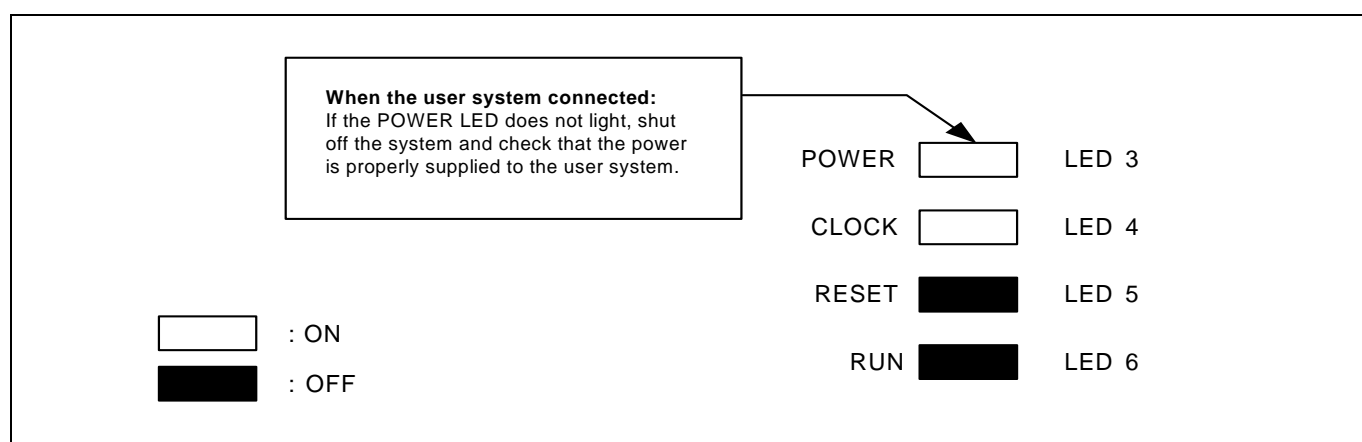 When the user system connected:
If the POWER LED does not light, shut
off the system and check that the power
is properly supplied to the user system.
POWER LED 3
CLOCK LED 4
RESET LED 5
RUN LED 6
: ON
: OFF